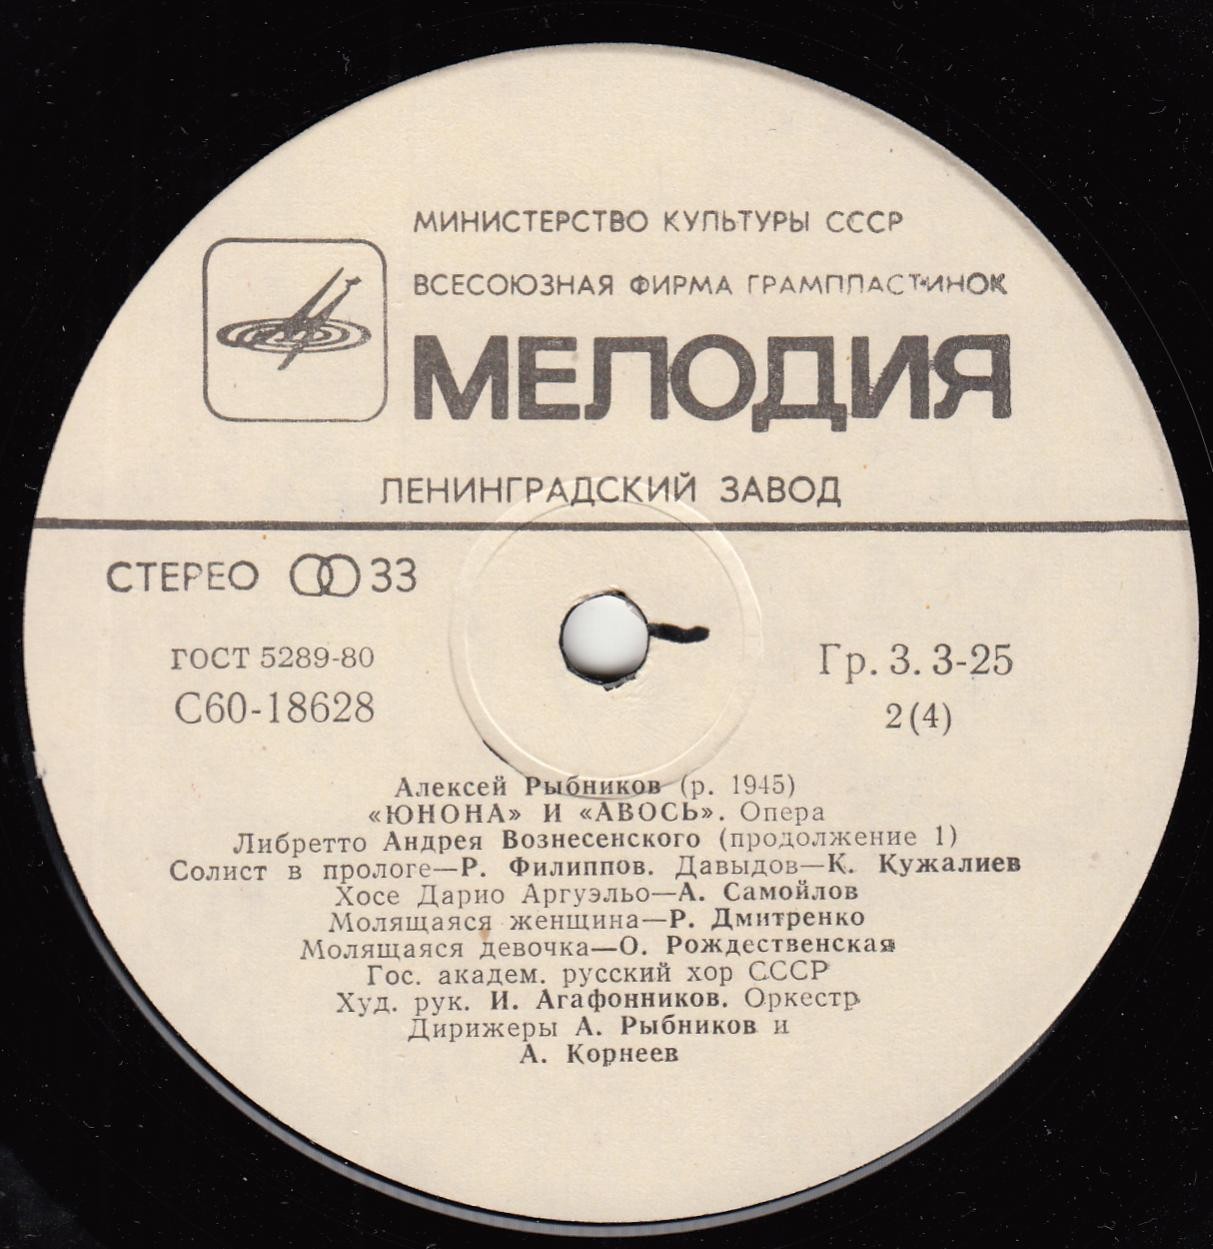 МИНИСТЕРСТВО КУЛЬТУРЫ СССР
ВСЕСОЮЗНАЯ ФИРМА ГРАМПЛАСТИНОК
МЕЛОДИЯ
ЛЕНИНГРАДСКИЙ ЗАВОД
СТЕРЕО 33
ГОСТ 5289-80
С60-18628
Гр. 3. 3-25
2(4)
Алексей Рыбников (р. 1945)
«ЮНОНА» И «АВОСЬ». Опера
Либретто Андрея Вознесенского (продолжение 1)
Солист в прологе—Р. Филиппов. Давыдов—К. Кужалиев
Хосе Дарио Аргуэльо—А. Самойлов
Молящаяся женщина—Р. Дмитренко
Молящаяся девочка—О. Рождественская
Гос. академ. русский хор СССР
Худ. рук. И. Агафонников. Оркестр
Дирижеры А. Рыбников и
А. Корнеев